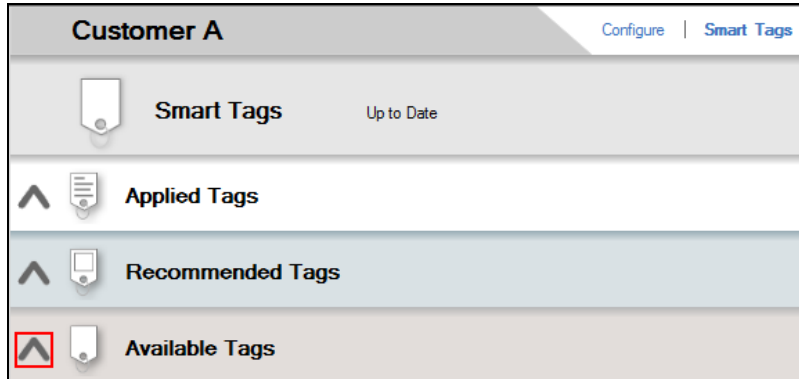 Customer A
Configure | Smart Tags
Smart Tags Up to Date
Applied Tags
Recommended Tags
Available Tags